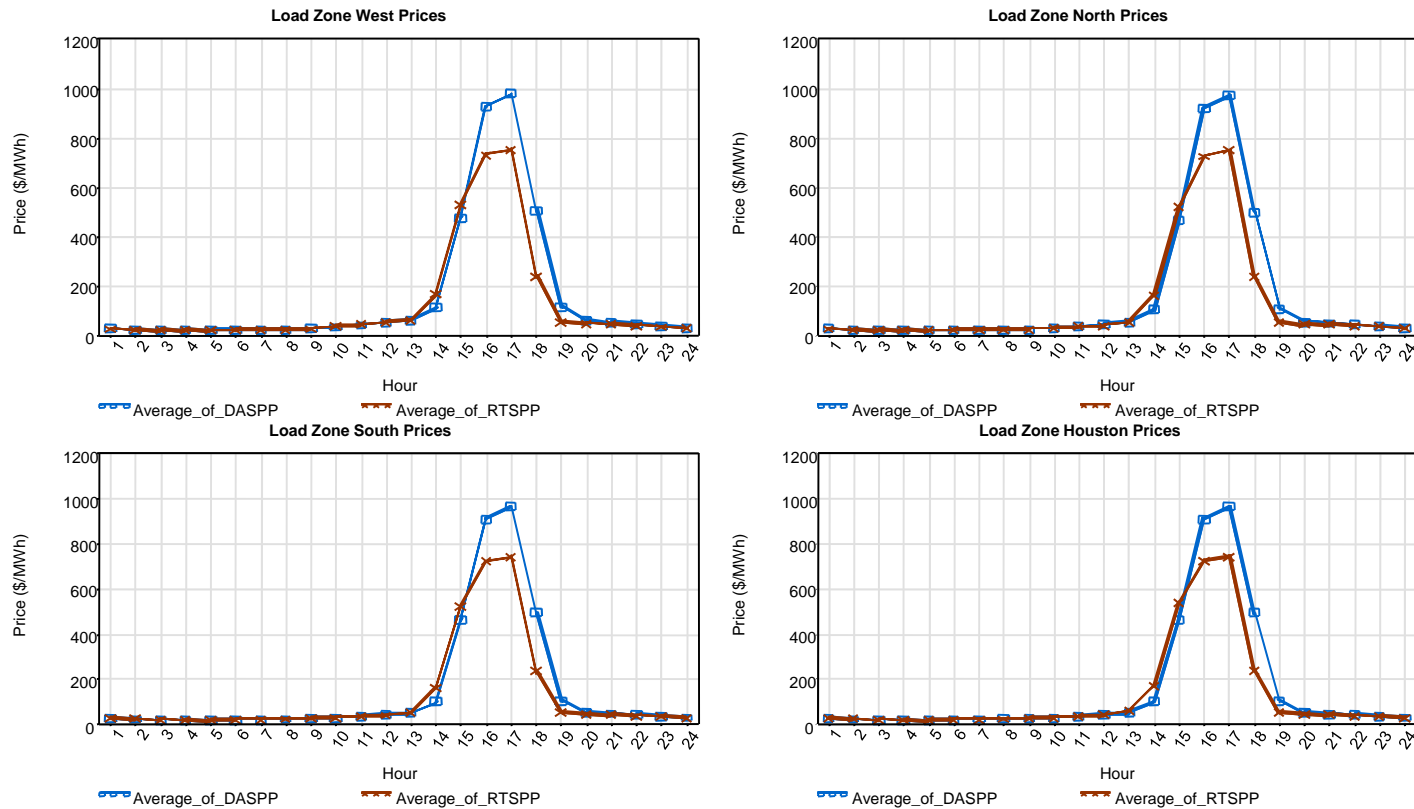 Load Zone West Prices
1200
1000
800
600
400
200
0
Price ($/MWh)
1 2 3 4 5 6 7 8 9 10 11 12 13 14 15 16 17 18 19 20 21 22 23 24
Hour
Average_of_DASPP Average_of_RTSPP
Load Zone North Prices
1200
1000
800
600
400
200
0
Price ($/MWh)
1 2 3 4 5 6 7 8 9 10 11 12 13 14 15 16 17 18 19 20 21 22 23 24
Hour
Average_of_DASPP Average_of_RTSPP
Load Zone South Prices
1200
1000
800
600
400
200
0
Price ($/MWh)
1 2 3 4 5 6 7 8 9 10 11 12 13 14 15 16 17 18 19 20 21 22 23 24
Hour
Average_of_DASPP Average_of_RTSPP
Load Zone Houston Prices
1200
1000
800
600
400
200
0
Price ($/MWh)
1 2 3 4 5 6 7 8 9 10 11 12 13 14 15 16 17 18 19 20 21 22 23 24
Hour
Average_of_DASPP Average_of_RTSPP